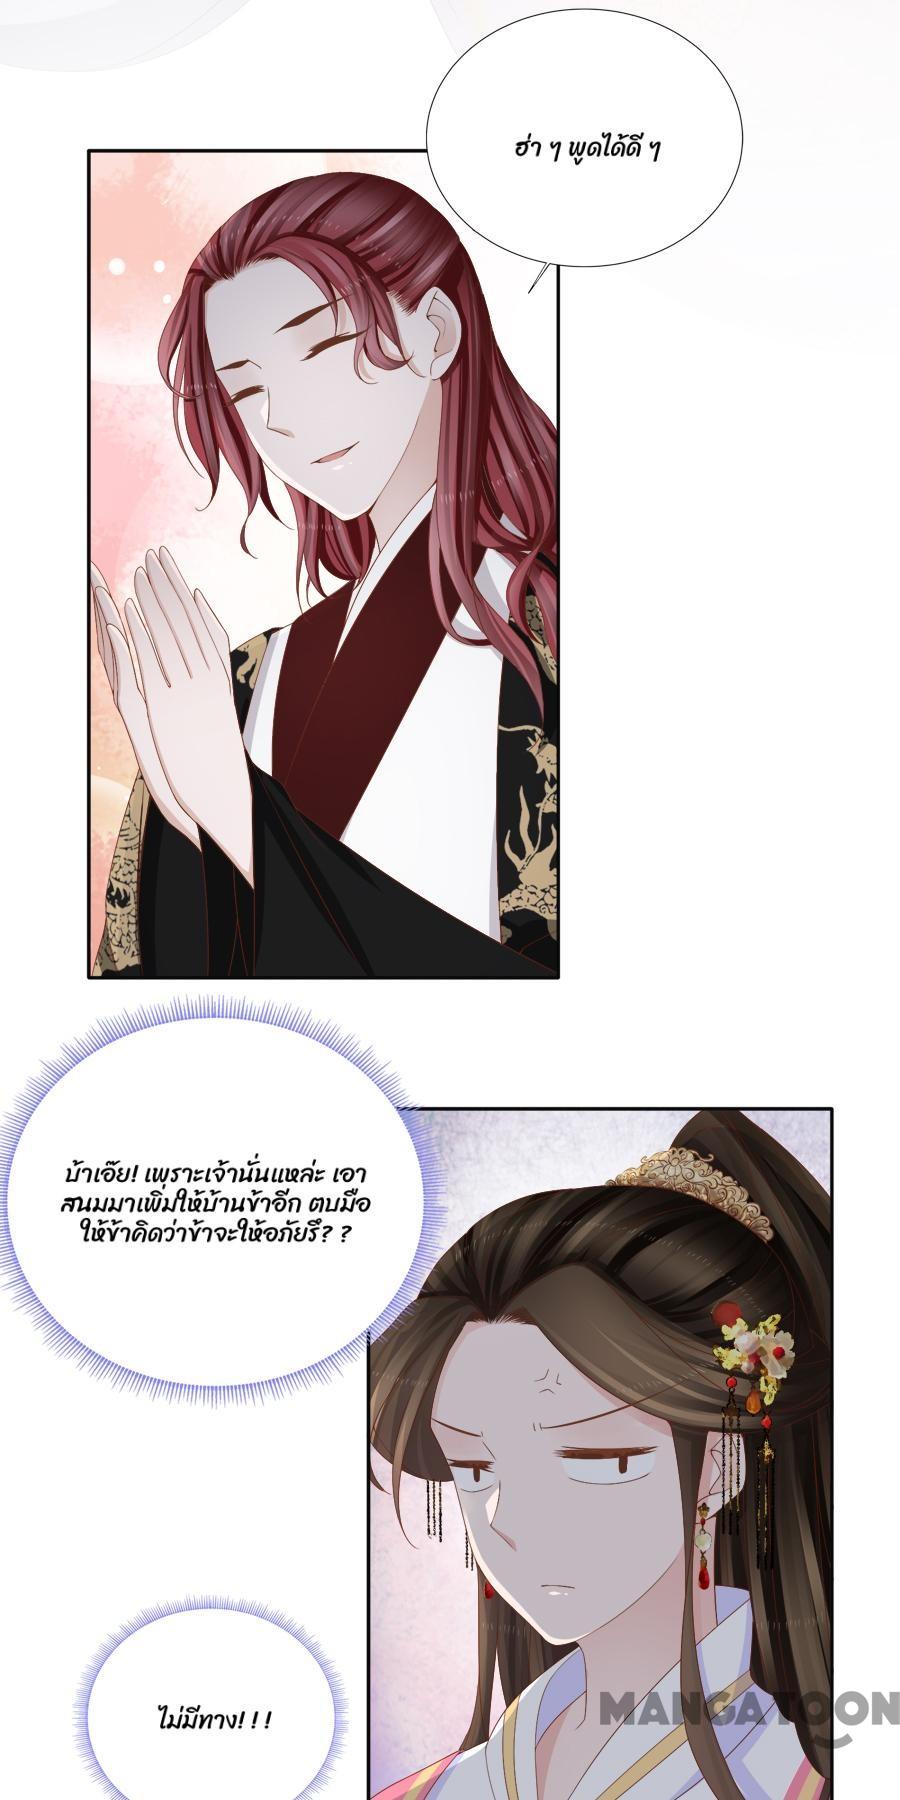 ฮ่า ๆ พูดได้ดี ๆ
บ้าเอ๊ย! เพราะเจ้านั่นแหล่ะ เอา
สนมมาเพิ่มให้บ้านข้าอีก ตบมือ
ให้ข้าคิดว่าข้าจะให้อภัยรึ? ?
ไม่มีทาง! ! !
MANGATOON